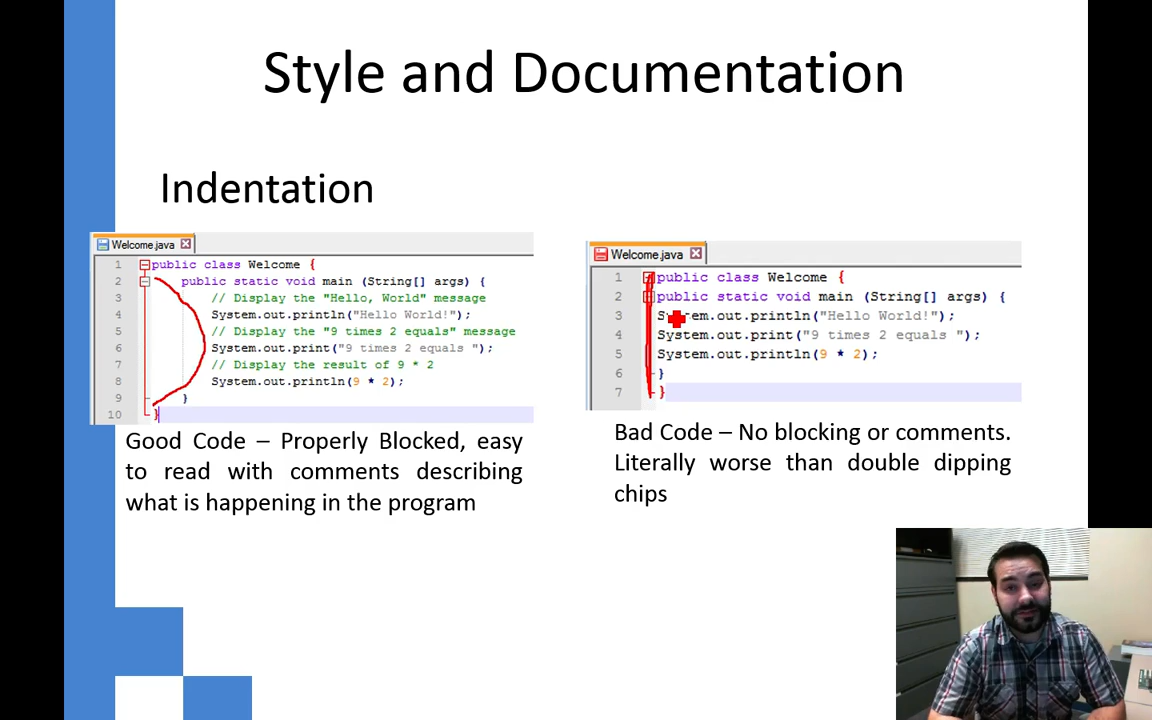 Style and Documentation
Indentation
Welcome.java
1 public class Welcome {
2 public static void main (String[] args) {
3 // Display the "Hello, World" message
4 System.out.println("Hello World!");
5 // Display the "9 times 2 equals" message
6 System.out.print("9 times 2 equals ");
7 // Display the result of 9 * 2
8 System.out.println(9 * 2);
9 }
10 }
Good Code – Properly Blocked, easy
to read with comments describing
what is happening in the program
Welcome.java
1 public class Welcome {
2 public static void main (String[] args) {
3 System.out.println("Hello World!");
4 System.out.print("9 times 2 equals ");
5 System.out.println(9 * 2);
6 }
7 }
Bad Code – No blocking or comments.
Literally worse than double dipping
chips